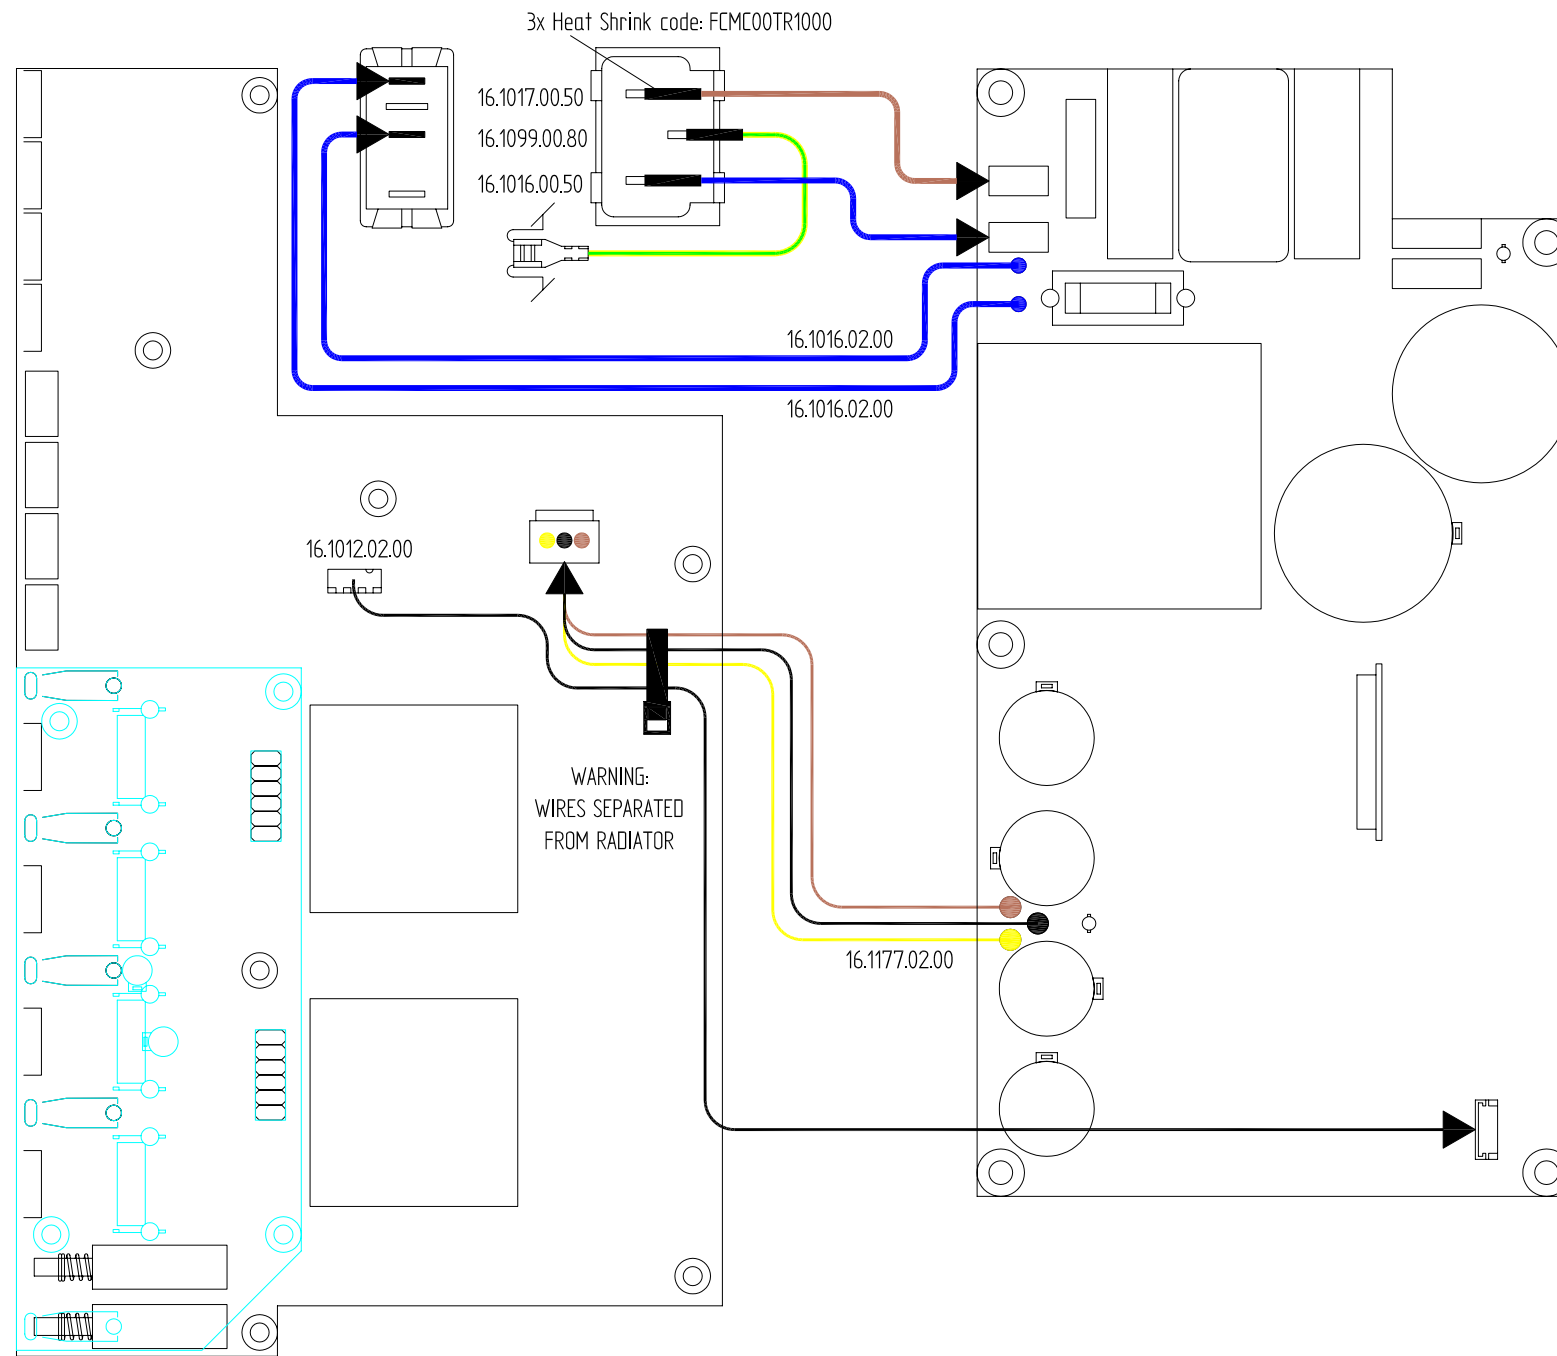 3x Heat Shrink code: FCMC00TR1000
16.1017.00.50
16.1099.00.80
16.1016.00.50
16.1016.02.00
16.1016.02.00
16.1012.02.00
WARNING:
WIRES SEPARATED
FROM RADIATOR
16.1177.02.00